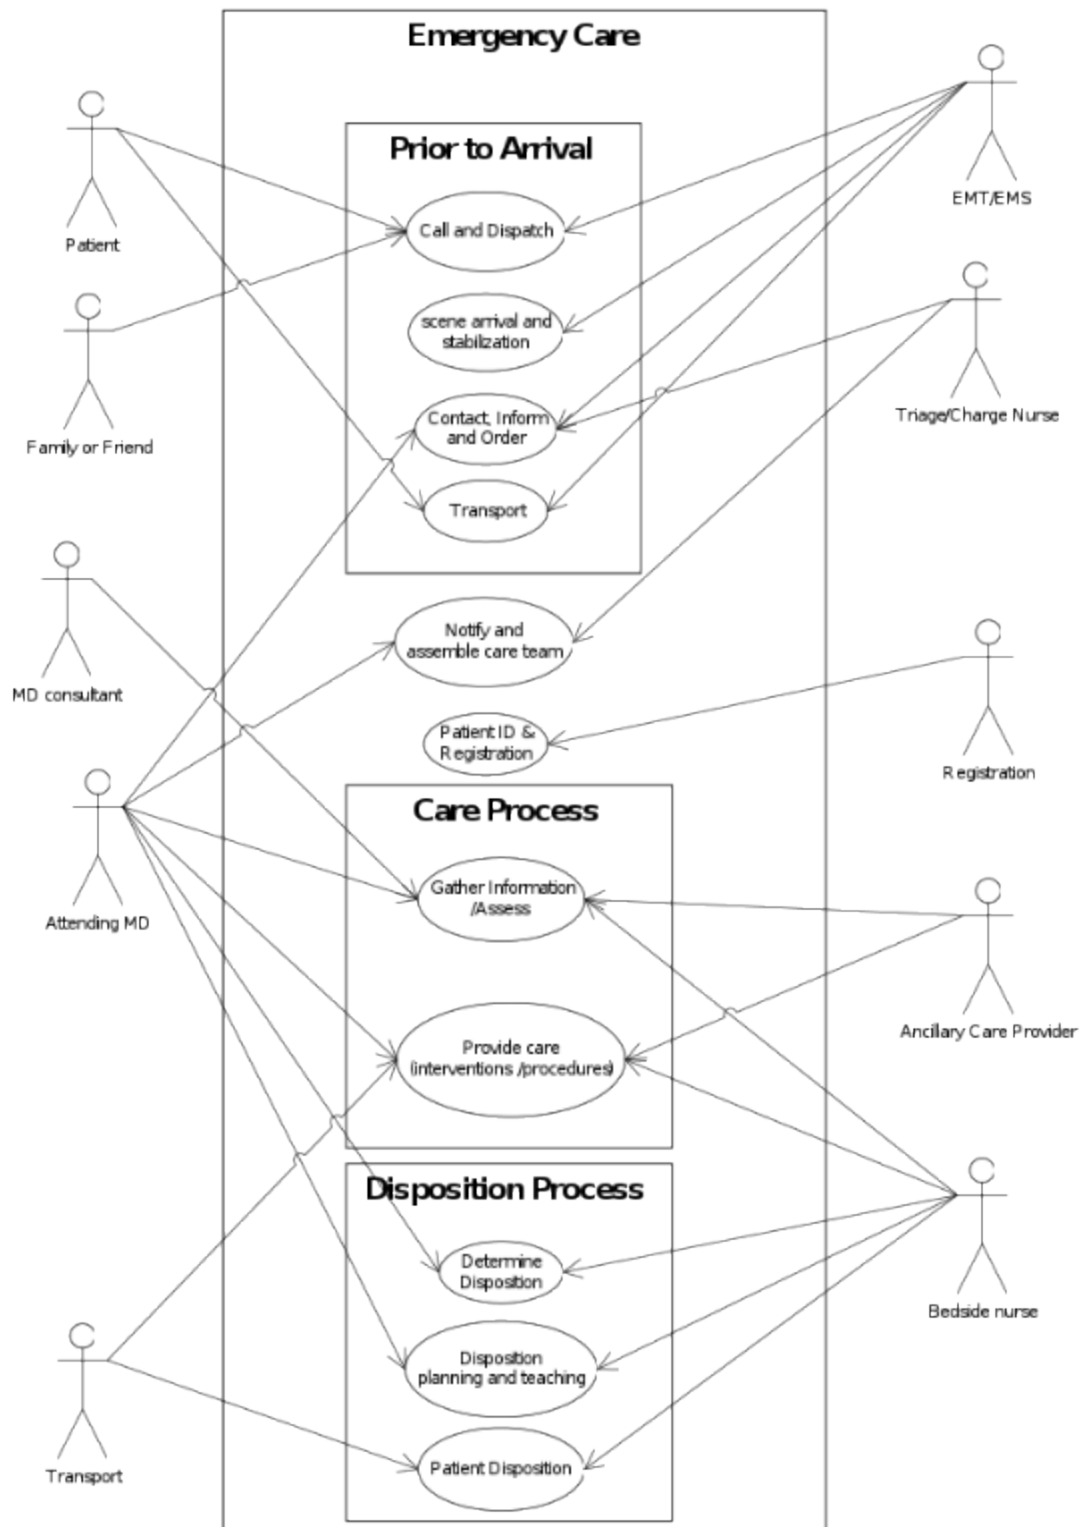 Emergency Care
Prior to Arrival
Call and Dispatch
scene arrival and
stabilization
Contact, Inform
and Order
Transport
Notify and
assemble care team
Patient ID &
Registration
Care Process
Gather Information
/Assess
Provide care
(interventions /procedures)
Disposition Process
Determine
Disposition
Disposition
planning and teaching
Patient Disposition
Patient
Family or Friend
MD consultant
Attending MD
Transport
EMT/EMS
Triage/Charge Nurse
Registration
Ancillary Care Provider
Bedside nurse